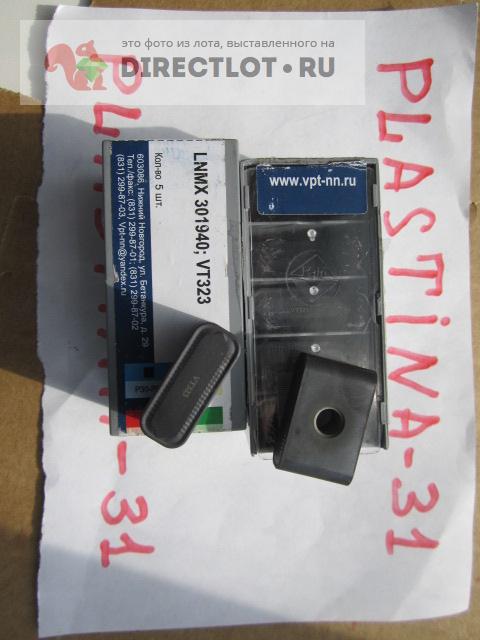 это фото из лота, выставленного на
DIRECTLOT.RU
PLASTINA-31
LNMX 301940; VT323
Кол-во 5 шт.
603086, Нижний Новгород, ул. Бетанкура, д. 29
Тел./факс: (831) 299-87-01; (831) 299-87-02
(831) 299-87-03, Vpt-nn@yandex.ru
www.vpt-nn.ru
VT323
PLASTINA-31